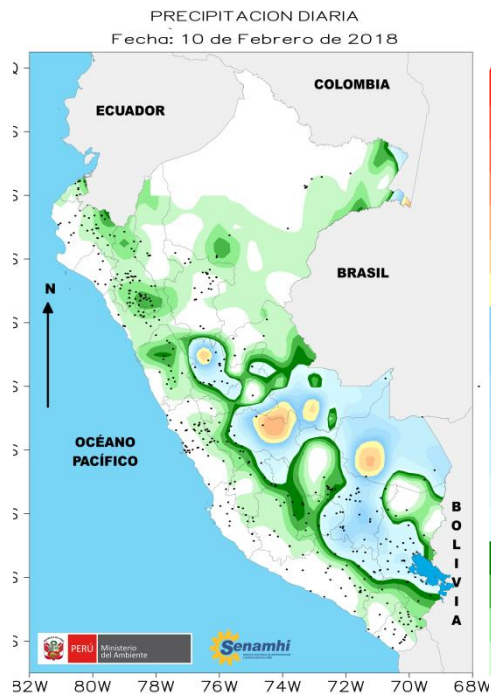 PRECIPITACION DIARIA
Fecha: 10 de Febrero de 2018
COLOMBIA
ECUADOR
BRASIL
N
OCÉANO
PACÍFICO
BOLIVIA
PERÚ
Ministerio
del Ambiente
Senamhi
82W 80W 78W 76W 74W 72W 70W 68W